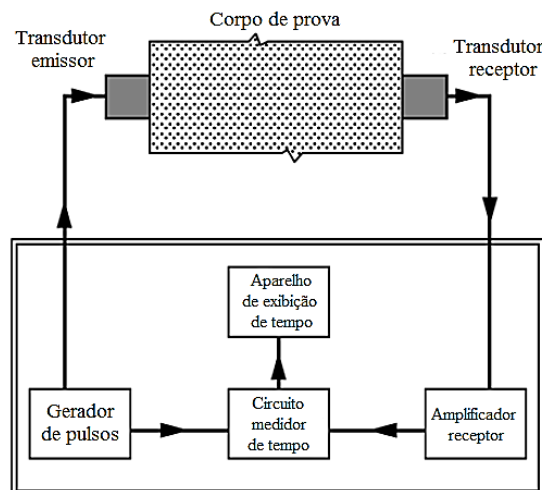 Corpo de prova
Transdutor
emissor
Transdutor
receptor
Aparelho
de exibição
de tempo
Gerador
de pulsos
Circuito
medidor
de tempo
Amplificador
receptor